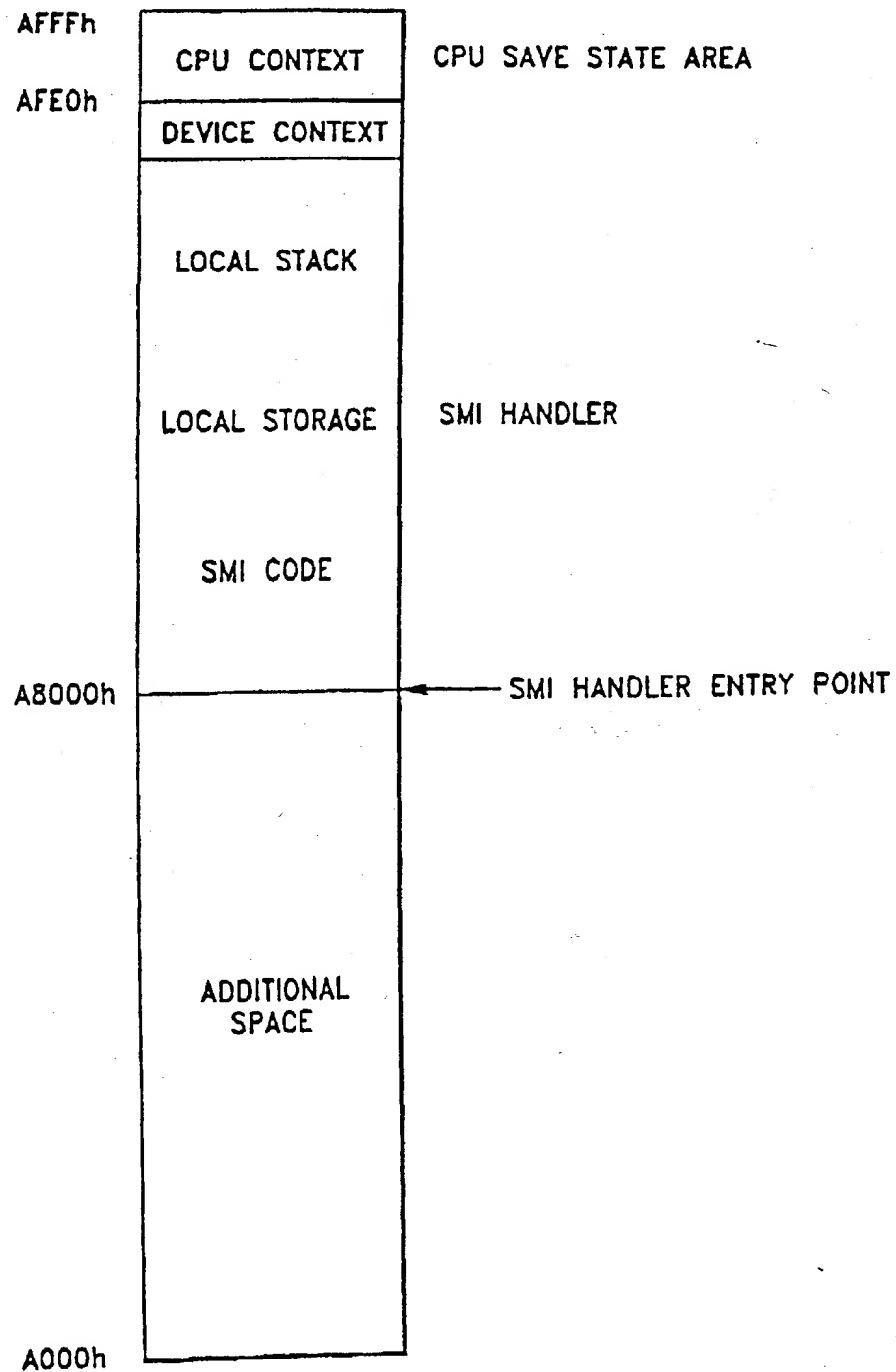 AFFFh
CPU CONTEXT CPU SAVE STATE AREA
AFE0h
DEVICE CONTEXT
LOCAL STACK
LOCAL STORAGE SMI HANDLER
SMI CODE
A8000h SMI HANDLER ENTRY POINT
ADDITIONAL
SPACE
A000h